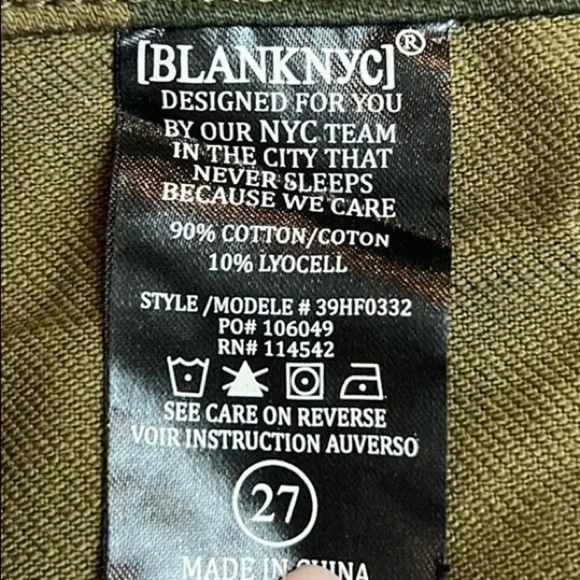 [BLANKNYC]®
DESIGNED FOR YOU
BY OUR NYC TEAM
IN THE CITY THAT
NEVER SLEEPS
BECAUSE WE CARE
90% COTTON/COTON
10% LYOCELL
STYLE /MODELE # 39HF0332
PO# 106049
RN# 114542
SEE CARE ON REVERSE
VOIR INSTRUCTION AUVERSO
27
MADE IN CHINA